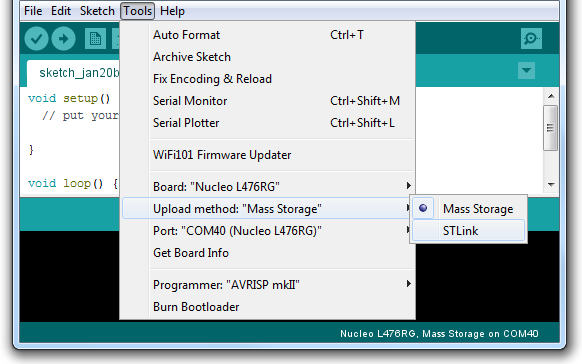 File Edit Sketch Tools Help
Auto Format Ctrl+T
Archive Sketch
sketch_jan20b
Fix Encoding & Reload
void setup()
Serial Monitor Ctrl+Shift+M
// put your
Serial Plotter Ctrl+Shift+L
}
WiFi101 Firmware Updater
void loop() {
Board: "Nucleo L476RG"
Upload method: "Mass Storage"
Mass Storage
Port: "COM40 (Nucleo L476RG)"
STLink
Get Board Info
Programmer: "AVRISP mkII"
Burn Bootloader
Nucleo L476RG, Mass Storage on COM40